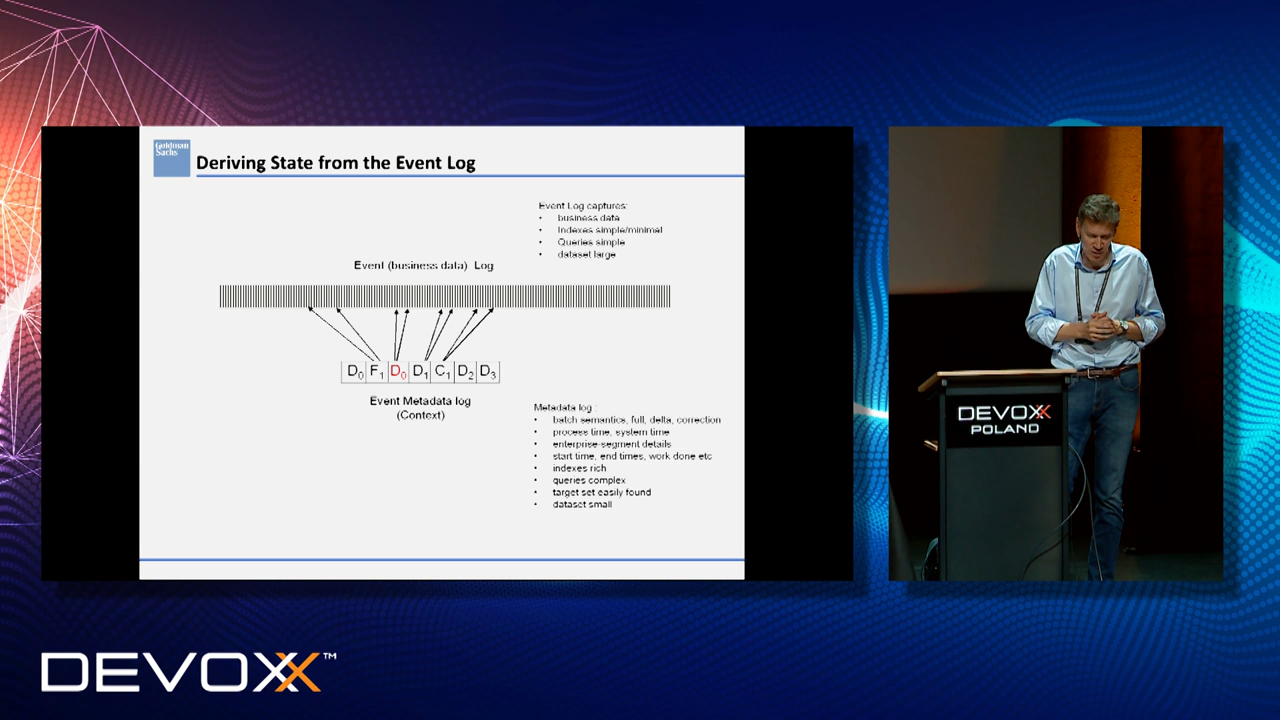 Goldman
Sachs
Deriving State from the Event Log
Event Log captures:
• business data
• Indexes simple/minimal
• Queries simple
• dataset large
Event (business data) Log
D0 F1 D0 D1 C1 D2 D3
Event Metadata log
(Context)
Metadata log :
• batch semantics, full, delta, correction
• process time, system time
• enterprise-segment details
• start time, end times, work done etc
• indexes rich
• queries complex
• target set easily found
• dataset small
DEVOXX
POLAND
DEVOXX™